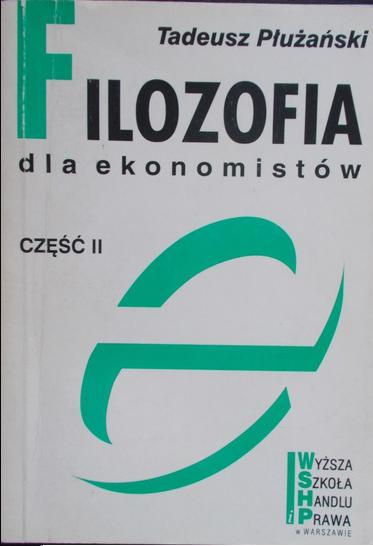 Tadeusz Płużański
FILOZOFIA
dla ekonomistów
CZĘŚĆ II
e
WYŻSZA
SZKOŁA
HANDLU
i PRAWA
w WARSZAWIE